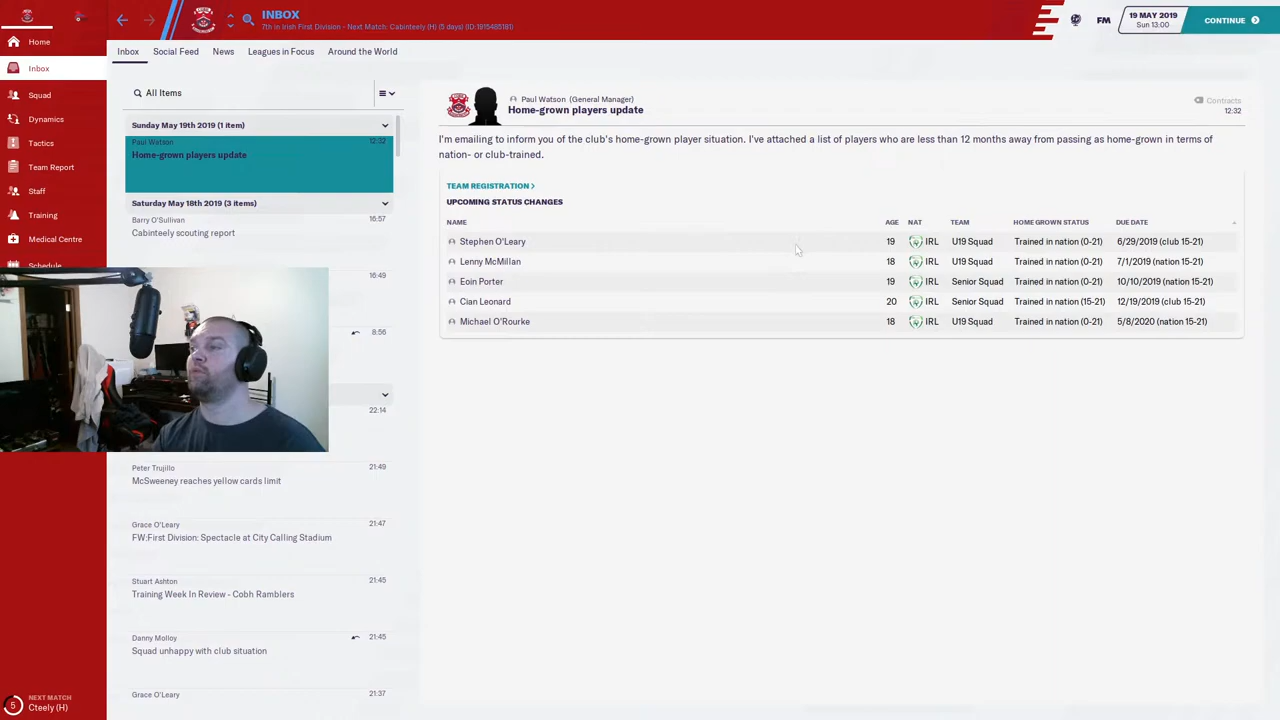 INBOX
7th in Irish First Division - Next Match: Cabinteely (H) (5 days) (ID:1915485181)
FM
19 MAY 2019
Sun 13:00
CONTINUE
Home
Inbox
Squad
Dynamics
Tactics
Team Report
Staff
Training
Medical Centre
Schedule
NEXT MATCH
5
Cteely (H)
Inbox
Social Feed
News
Leagues in Focus
Around the World
All Items
Sunday May 19th 2019 (1 item)
Paul Watson 12:32
Home-grown players update
Saturday May 18th 2019 (3 items)
Barry O'Sullivan 16:57
Cabinteely scouting report
16:49
8:56
22:14
Peter Trujillo 21:49
McSweeney reaches yellow cards limit
Grace O'Leary 21:47
FW:First Division: Spectacle at City Calling Stadium
Stuart Ashton 21:45
Training Week In Review - Cobh Ramblers
Danny Molloy 21:45
Squad unhappy with club situation
Grace O'Leary 21:37
Paul Watson (General Manager)
Home-grown players update
Contracts
12:32
I'm emailing to inform you of the club's home-grown player situation. I've attached a list of players who are less than 12 months away from passing as home-grown in terms of
nation- or club-trained.
TEAM REGISTRATION >
UPCOMING STATUS CHANGES
NAME AGE NAT TEAM HOME GROWN STATUS DUE DATE
Stephen O'Leary 19 IRL U19 Squad Trained in nation (0-21) 6/29/2019 (club 15-21)
Lenny McMillan 18 IRL U19 Squad Trained in nation (0-21) 7/1/2019 (nation 15-21)
Eoin Porter 19 IRL Senior Squad Trained in nation (0-21) 10/10/2019 (nation 15-21)
Cian Leonard 20 IRL Senior Squad Trained in nation (15-21) 12/19/2019 (club 15-21)
Michael O'Rourke 18 IRL U19 Squad Trained in nation (0-21) 5/8/2020 (nation 15-21)